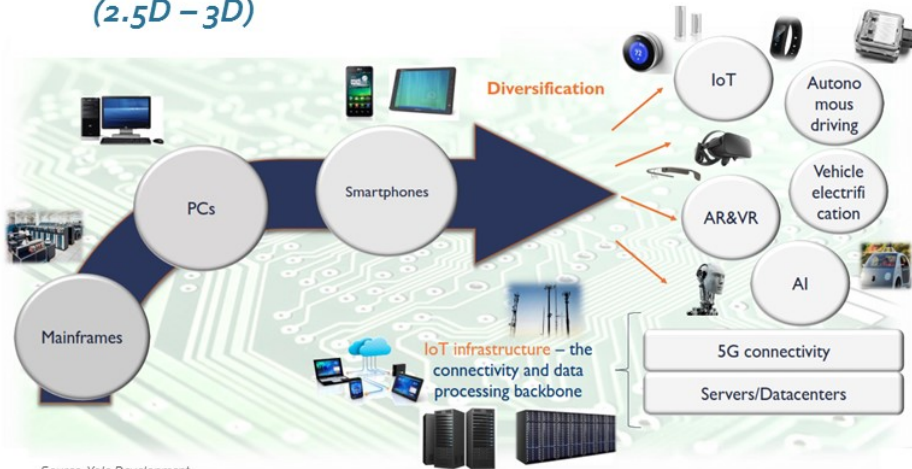 (2.5D – 3D)
Diversification
IoT
Autono
mous
driving
Smartphones
PCs
Vehicle
electrifi
cation
AR&VR
AI
Mainframes
IoT infrastructure – the
connectivity and data
processing backbone
5G connectivity
Servers/Datacenters